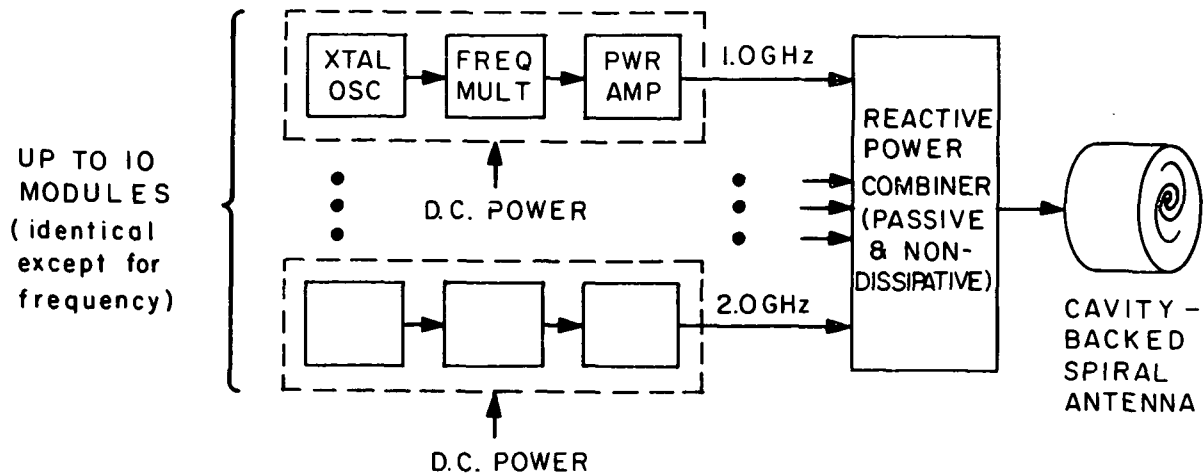 UP TO 10
MODULES
(identical
except for
frequency)
XTAL
OSC
FREQ
MULT
PWR
AMP
1.0GHz
D.C. POWER
2.0GHz
D.C. POWER
REACTIVE
POWER
COMBINER
(PASSIVE
& NON-
DISSIPATIVE)
CAVITY-
BACKED
SPIRAL
ANTENNA